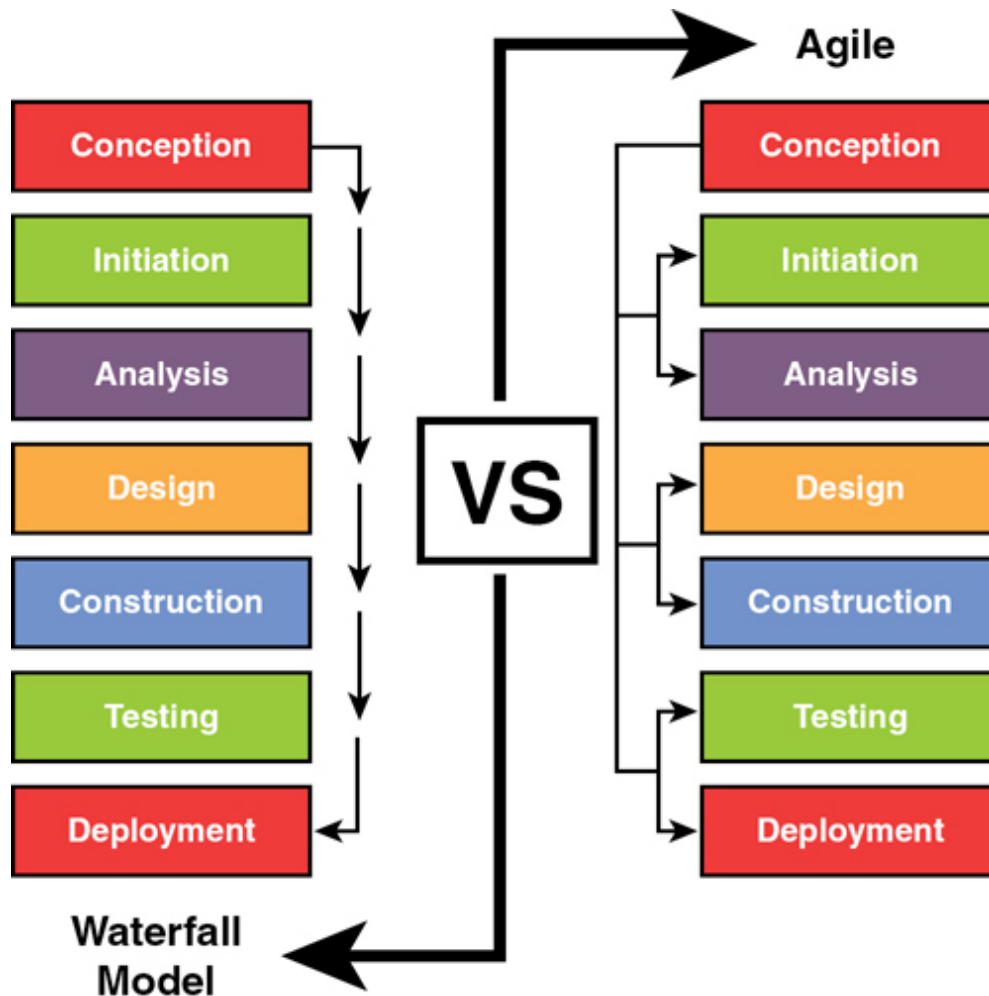 Agile
Conception
Initiation
Analysis
Design
Construction
Testing
Deployment
Waterfall
Model
VS
Conception
Initiation
Analysis
Design
Construction
Testing
Deployment